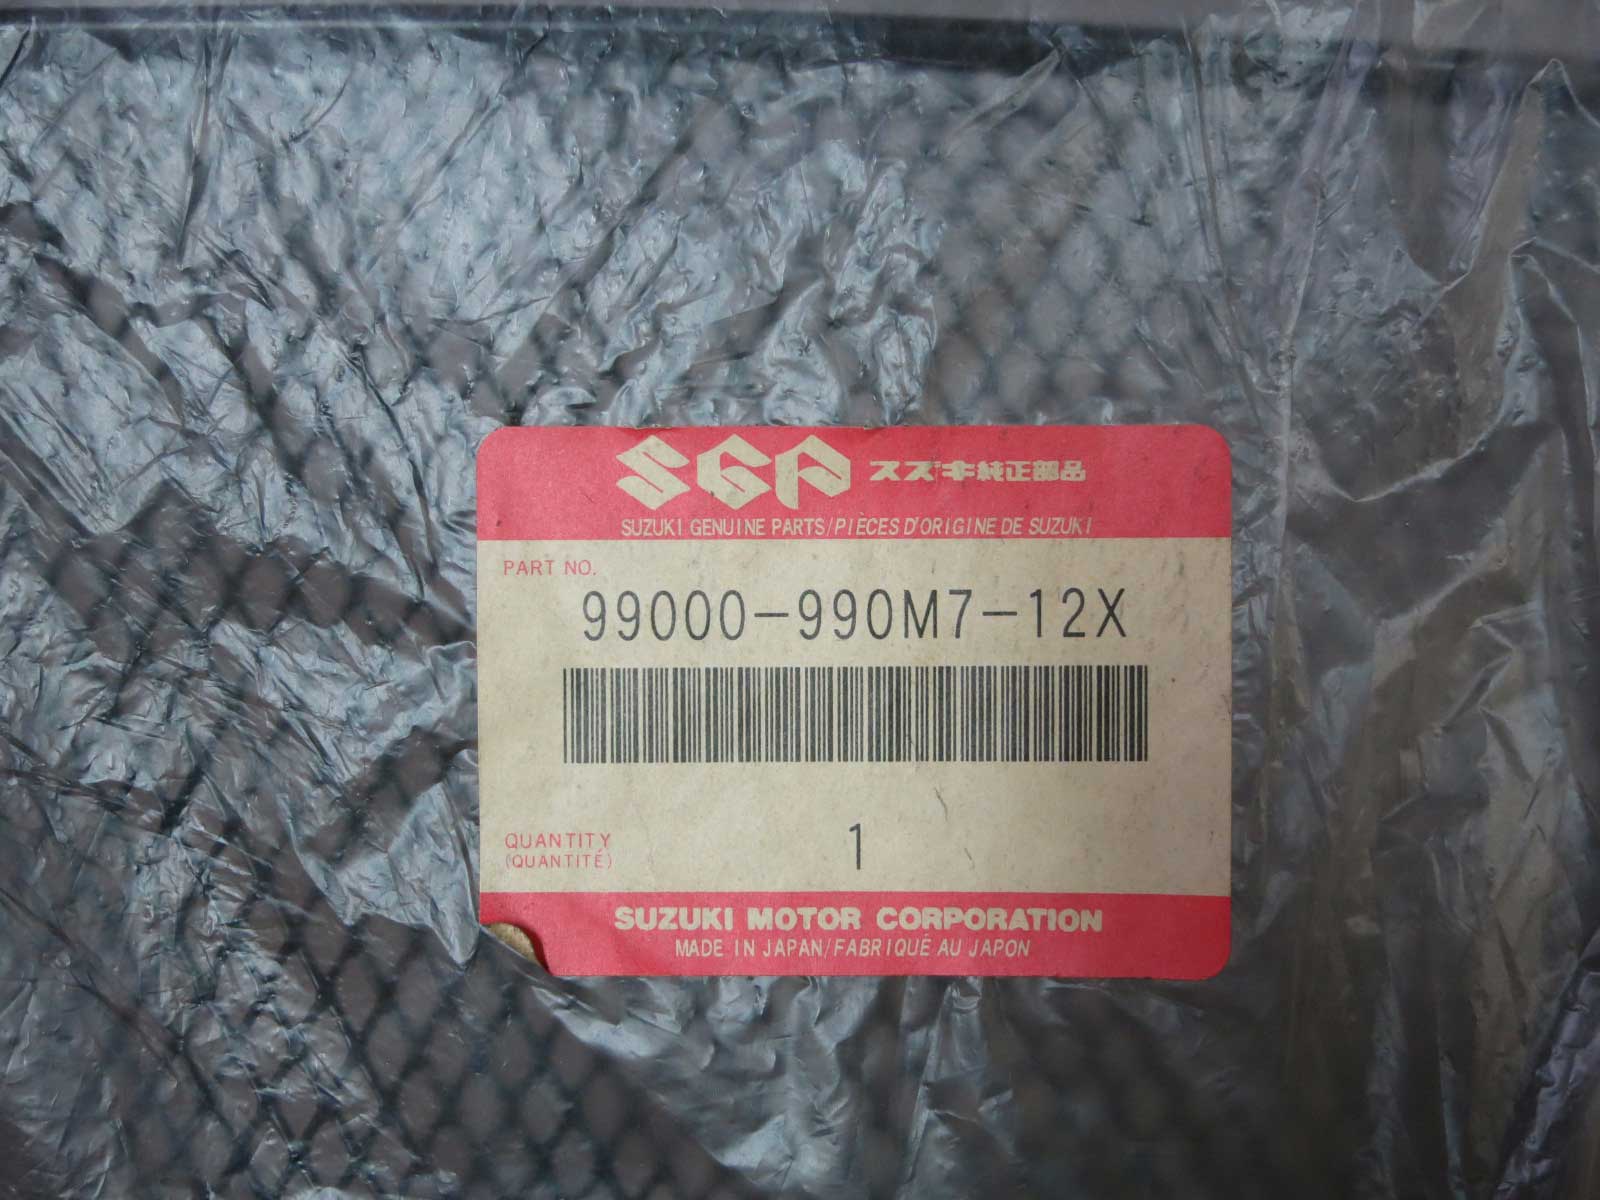 SGP スズキ純正部品
SUZUKI GENUINE PARTS/PIÈCES D'ORIGINE DE SUZUKI
PART NO.
99000-990M7-12X
QUANTITY 1
(QUANTITÉ)
SUZUKI MOTOR CORPORATION
MADE IN JAPAN/FABRIQUÉ AU JAPON